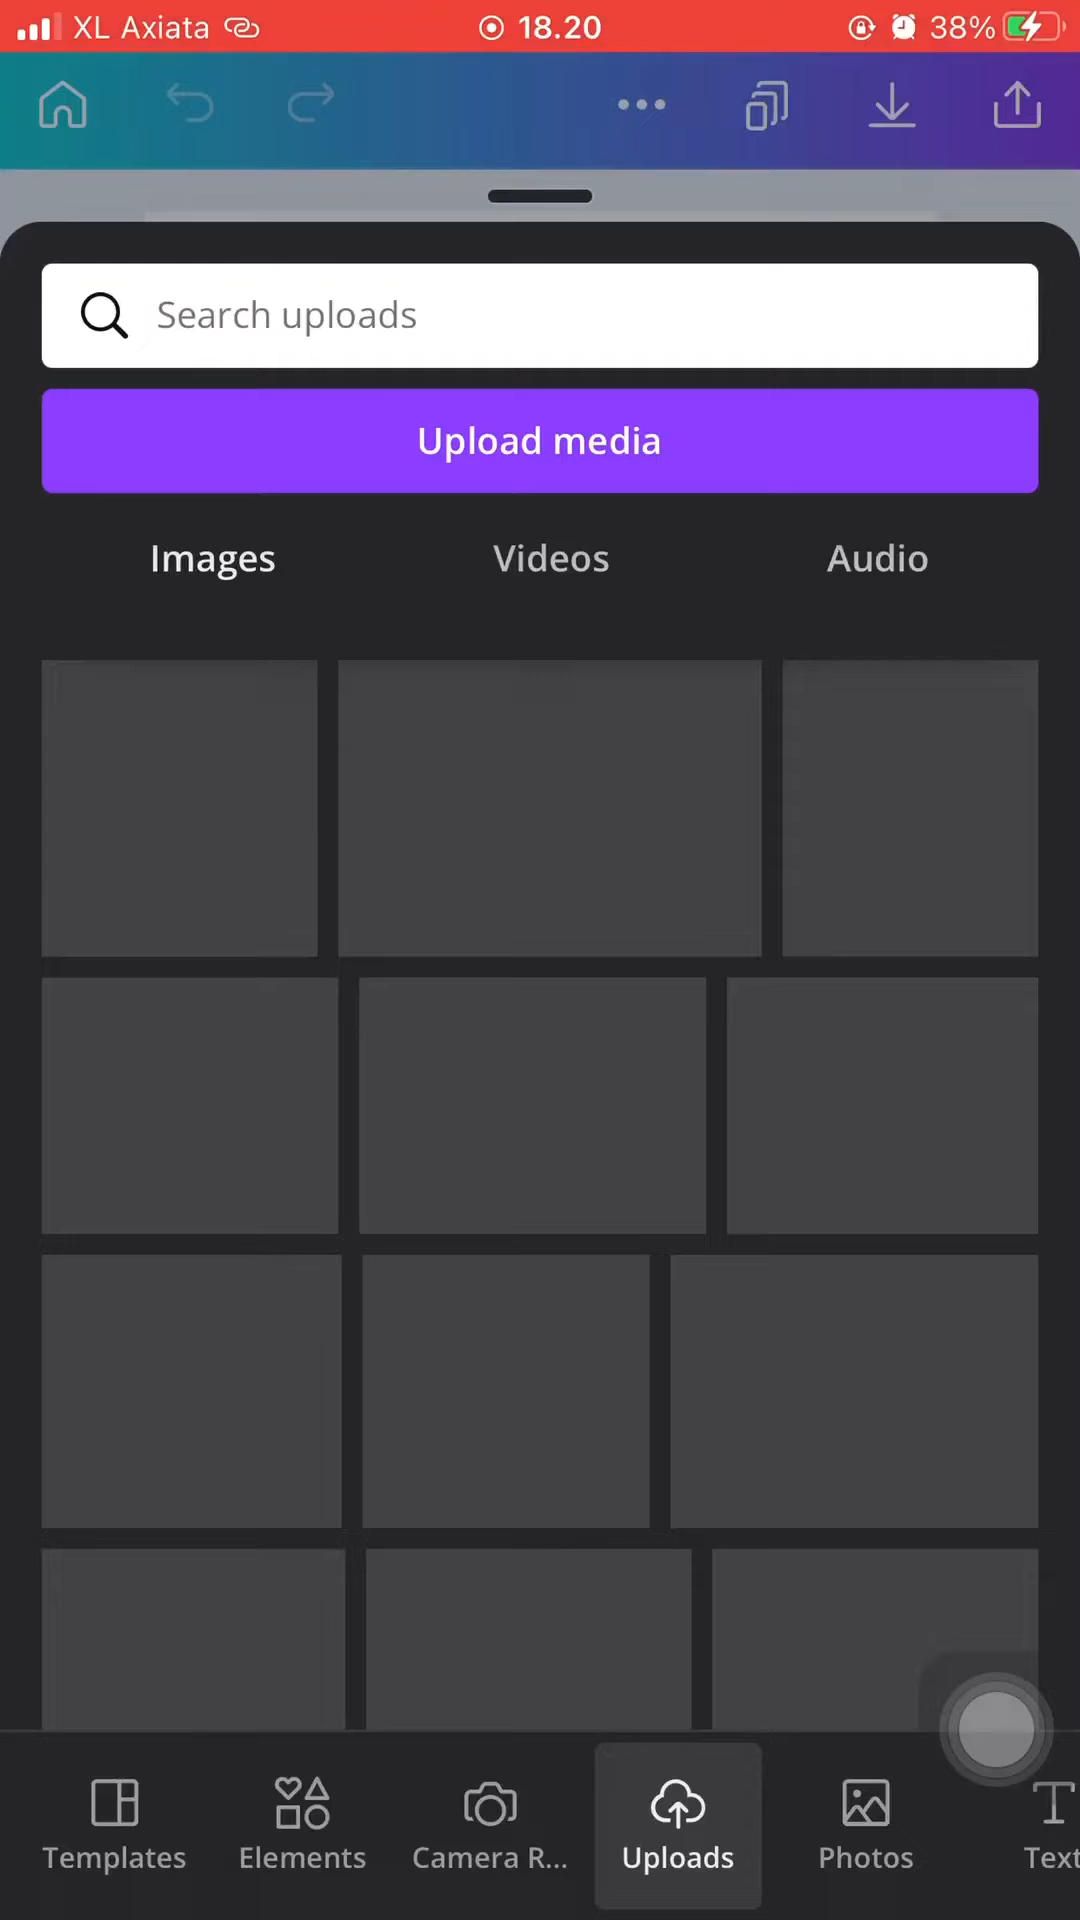 XL Axiata 18.20 38%
Search uploads
Upload media
Images Videos Audio
Templates Elements Camera R... Uploads Photos Text